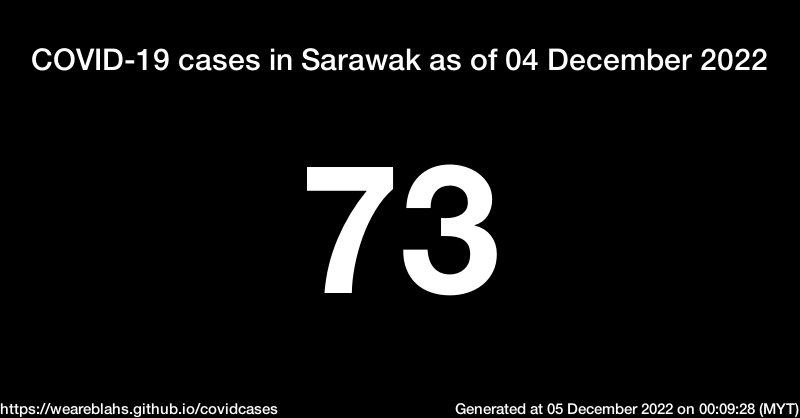 COVID-19 cases in Sarawak as of 04 December 2022
73
https://weareblahs.github.io/covidcases
Generated at 05 December 2022 on 00:09:28 (MYT)